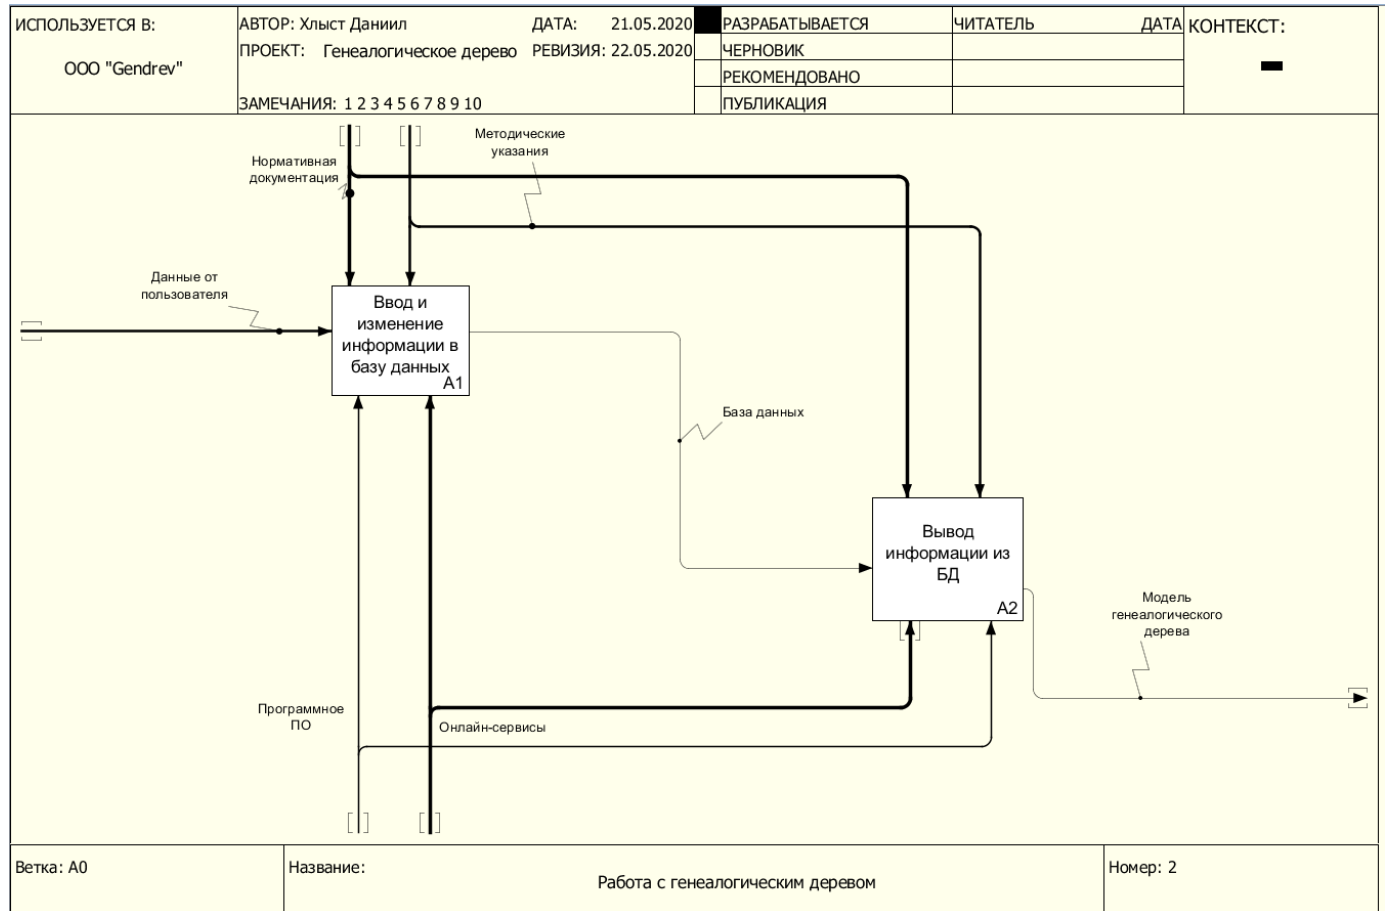 ИСПОЛЬЗУЕТСЯ В:
ООО "Gendrev"
АВТОР: Хлыст Даниил
ДАТА: 21.05.2020
ПРОЕКТ: Генеалогическое дерево
РЕВИЗИЯ: 22.05.2020
ЗАМЕЧАНИЯ: 1 2 3 4 5 6 7 8 9 10
РАЗРАБАТЫВАЕТСЯ
ЧЕРНОВИК
РЕКОМЕНДОВАНО
ПУБЛИКАЦИЯ
ЧИТАТЕЛЬ
ДАТА
КОНТЕКСТ:
Методические
указания
Нормативная
документация
Данные от
пользователя
Ввод и
изменение
информации в
базу данных
A1
База данных
Вывод
информации из
БД
A2
Модель
генеалогического
дерева
Программное
ПО
Онлайн-сервисы
Ветка: A0
Название:
Работа с генеалогическим деревом
Номер: 2